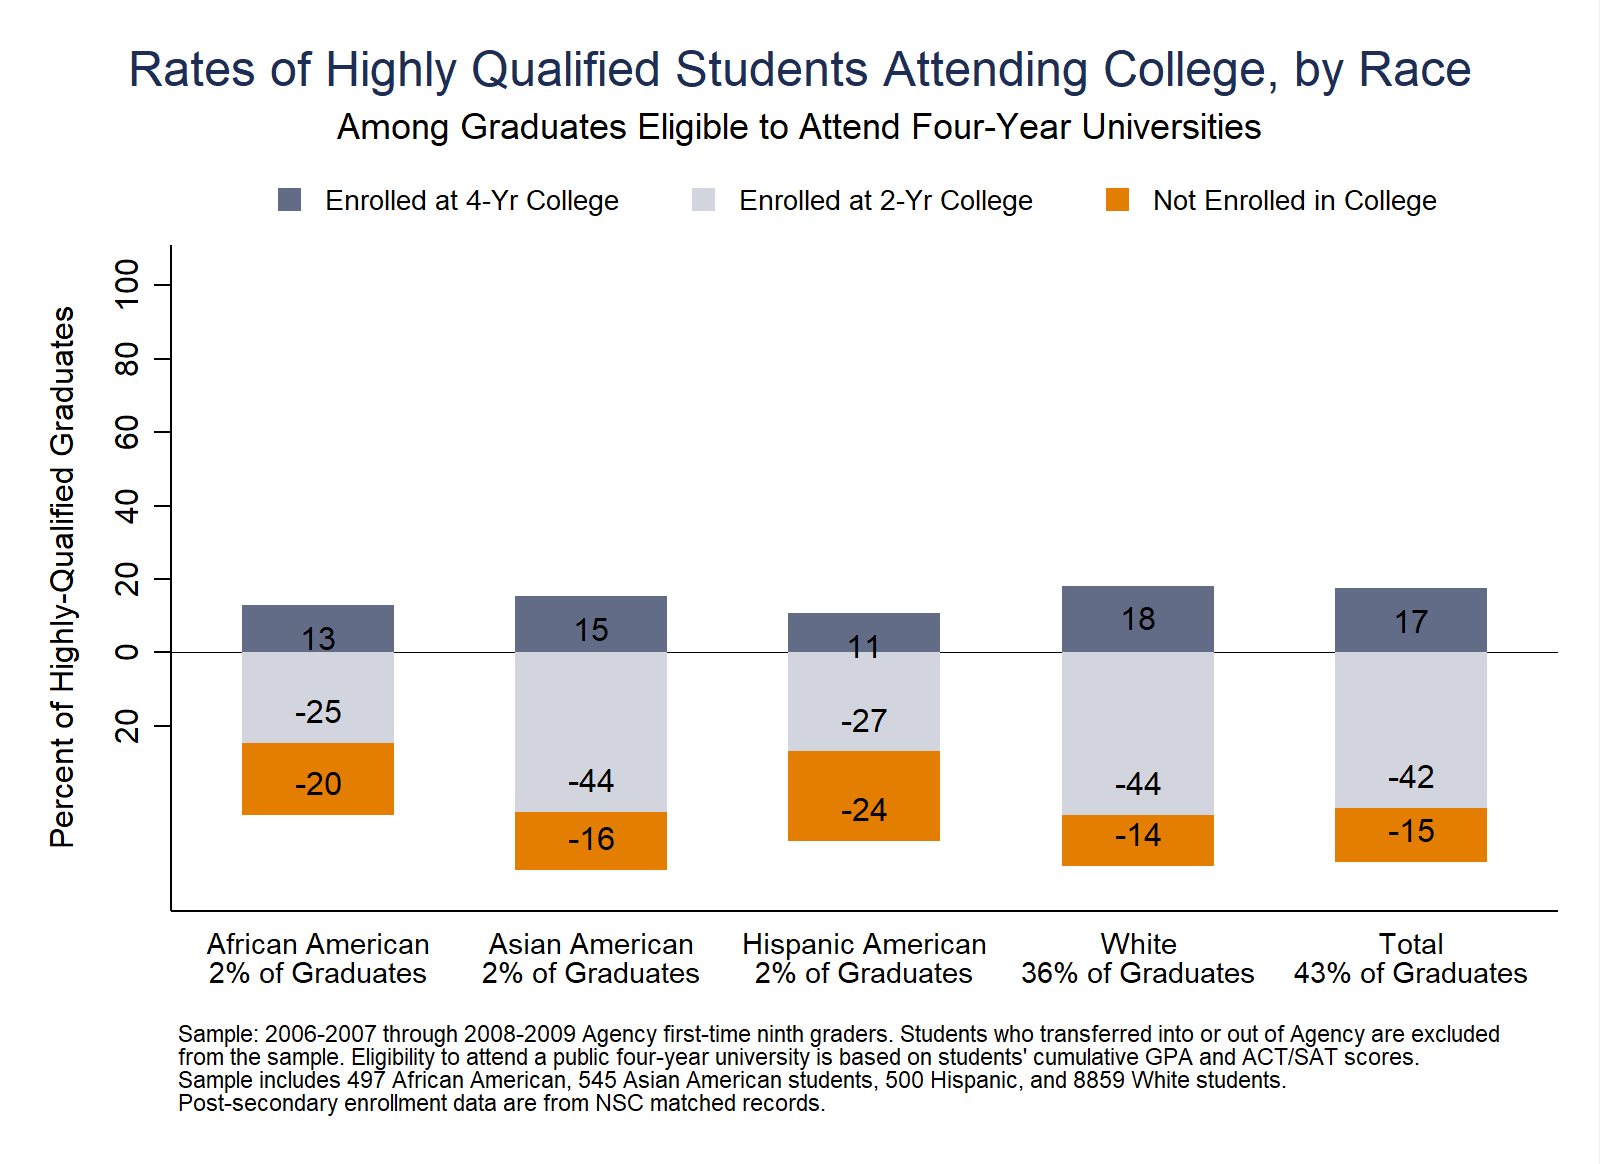 Rates of Highly Qualified Students Attending College, by Race
Among Graduates Eligible to Attend Four-Year Universities
Enrolled at 4-Yr College
Enrolled at 2-Yr College
Not Enrolled in College
Percent of Highly-Qualified Graduates
100
80
60
40
20
0
20
13
15
11
18
17
-25
-44
-27
-44
-42
-20
-16
-24
-14
-15
African American
2% of Graduates
Asian American
2% of Graduates
Hispanic American
2% of Graduates
White
36% of Graduates
Total
43% of Graduates
Sample: 2006-2007 through 2008-2009 Agency first-time ninth graders. Students who transferred into or out of Agency are excluded
from the sample. Eligibility to attend a public four-year university is based on students' cumulative GPA and ACT/SAT scores.
Sample includes 497 African American, 545 Asian American students, 500 Hispanic, and 8859 White students.
Post-secondary enrollment data are from NSC matched records.